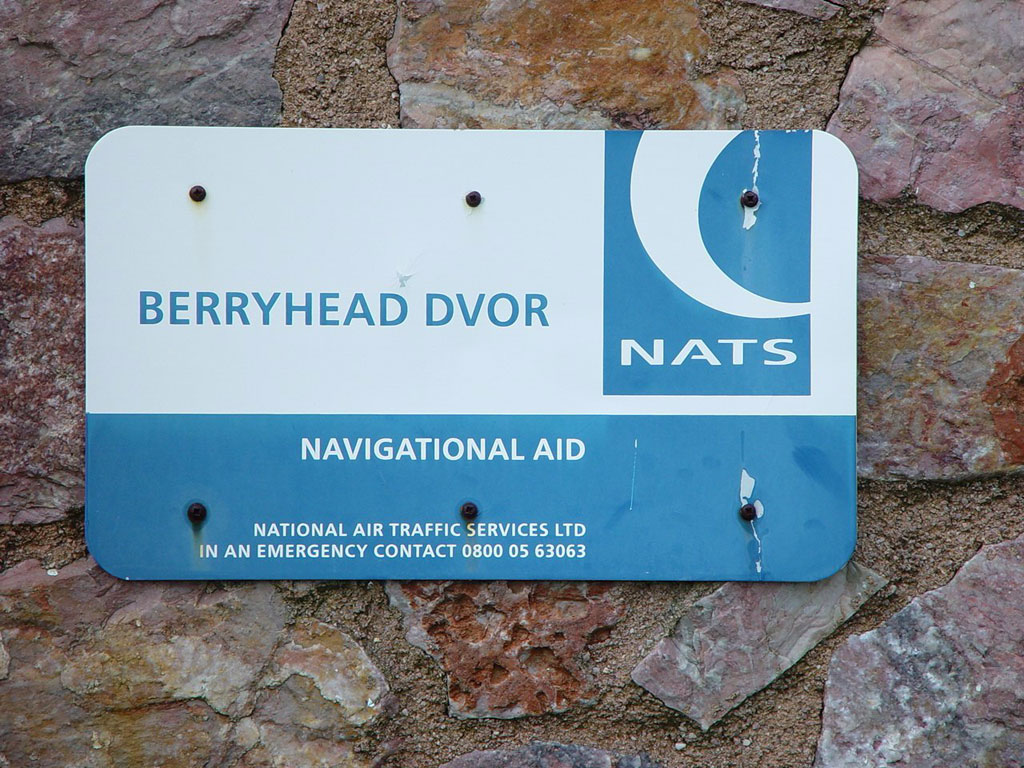 BERRYHEAD DVOR
NATS
NAVIGATIONAL AID
NATIONAL AIR TRAFFIC SERVICES LTD
IN AN EMERGENCY CONTACT 0800 05 63063